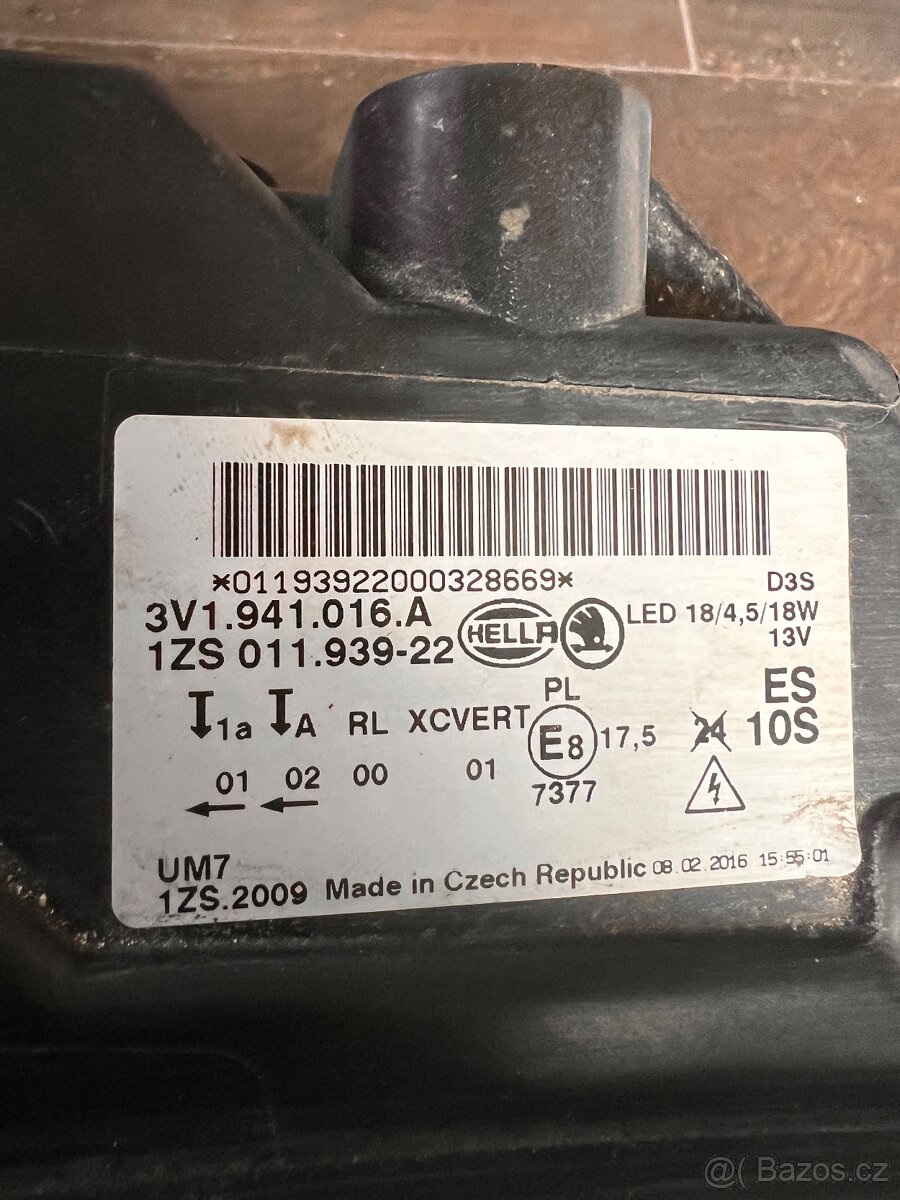 *01193922000328669*
D3S
3V1.941.016.A
HELLA
LED 18/4,5/18W
13V
1ZS 011.939-22
ES
PL
1a A RL XCVERT E8 17,5 24 10S
01 02 00 01 7377
UM7
1ZS.2009 Made in Czech Republic 08.02.2016 15:55:01
@( Bazos.cz